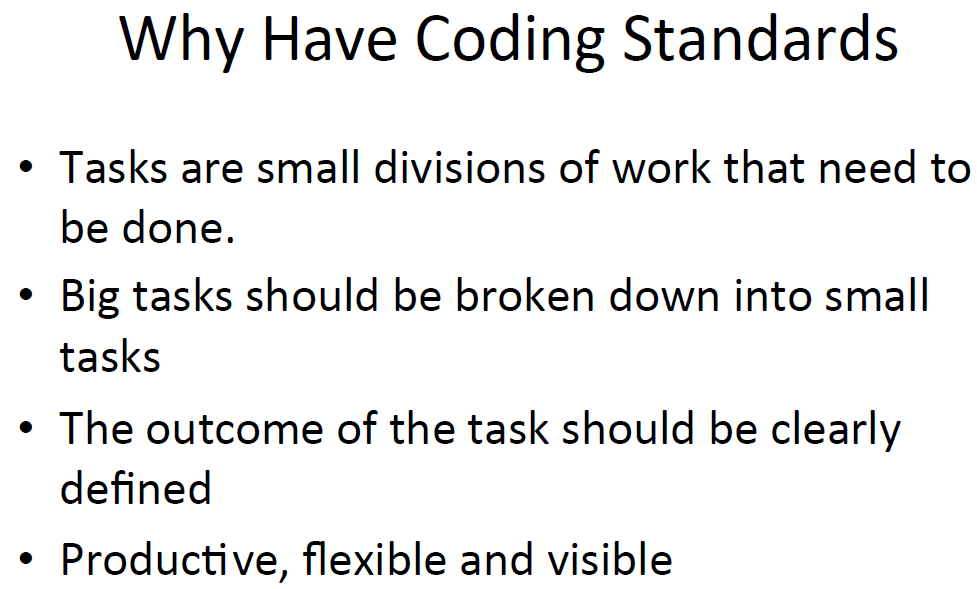 Why Have Coding Standards
• Tasks are small divisions of work that need to
be done.
• Big tasks should be broken down into small
tasks
• The outcome of the task should be clearly
defined
• Productive, flexible and visible